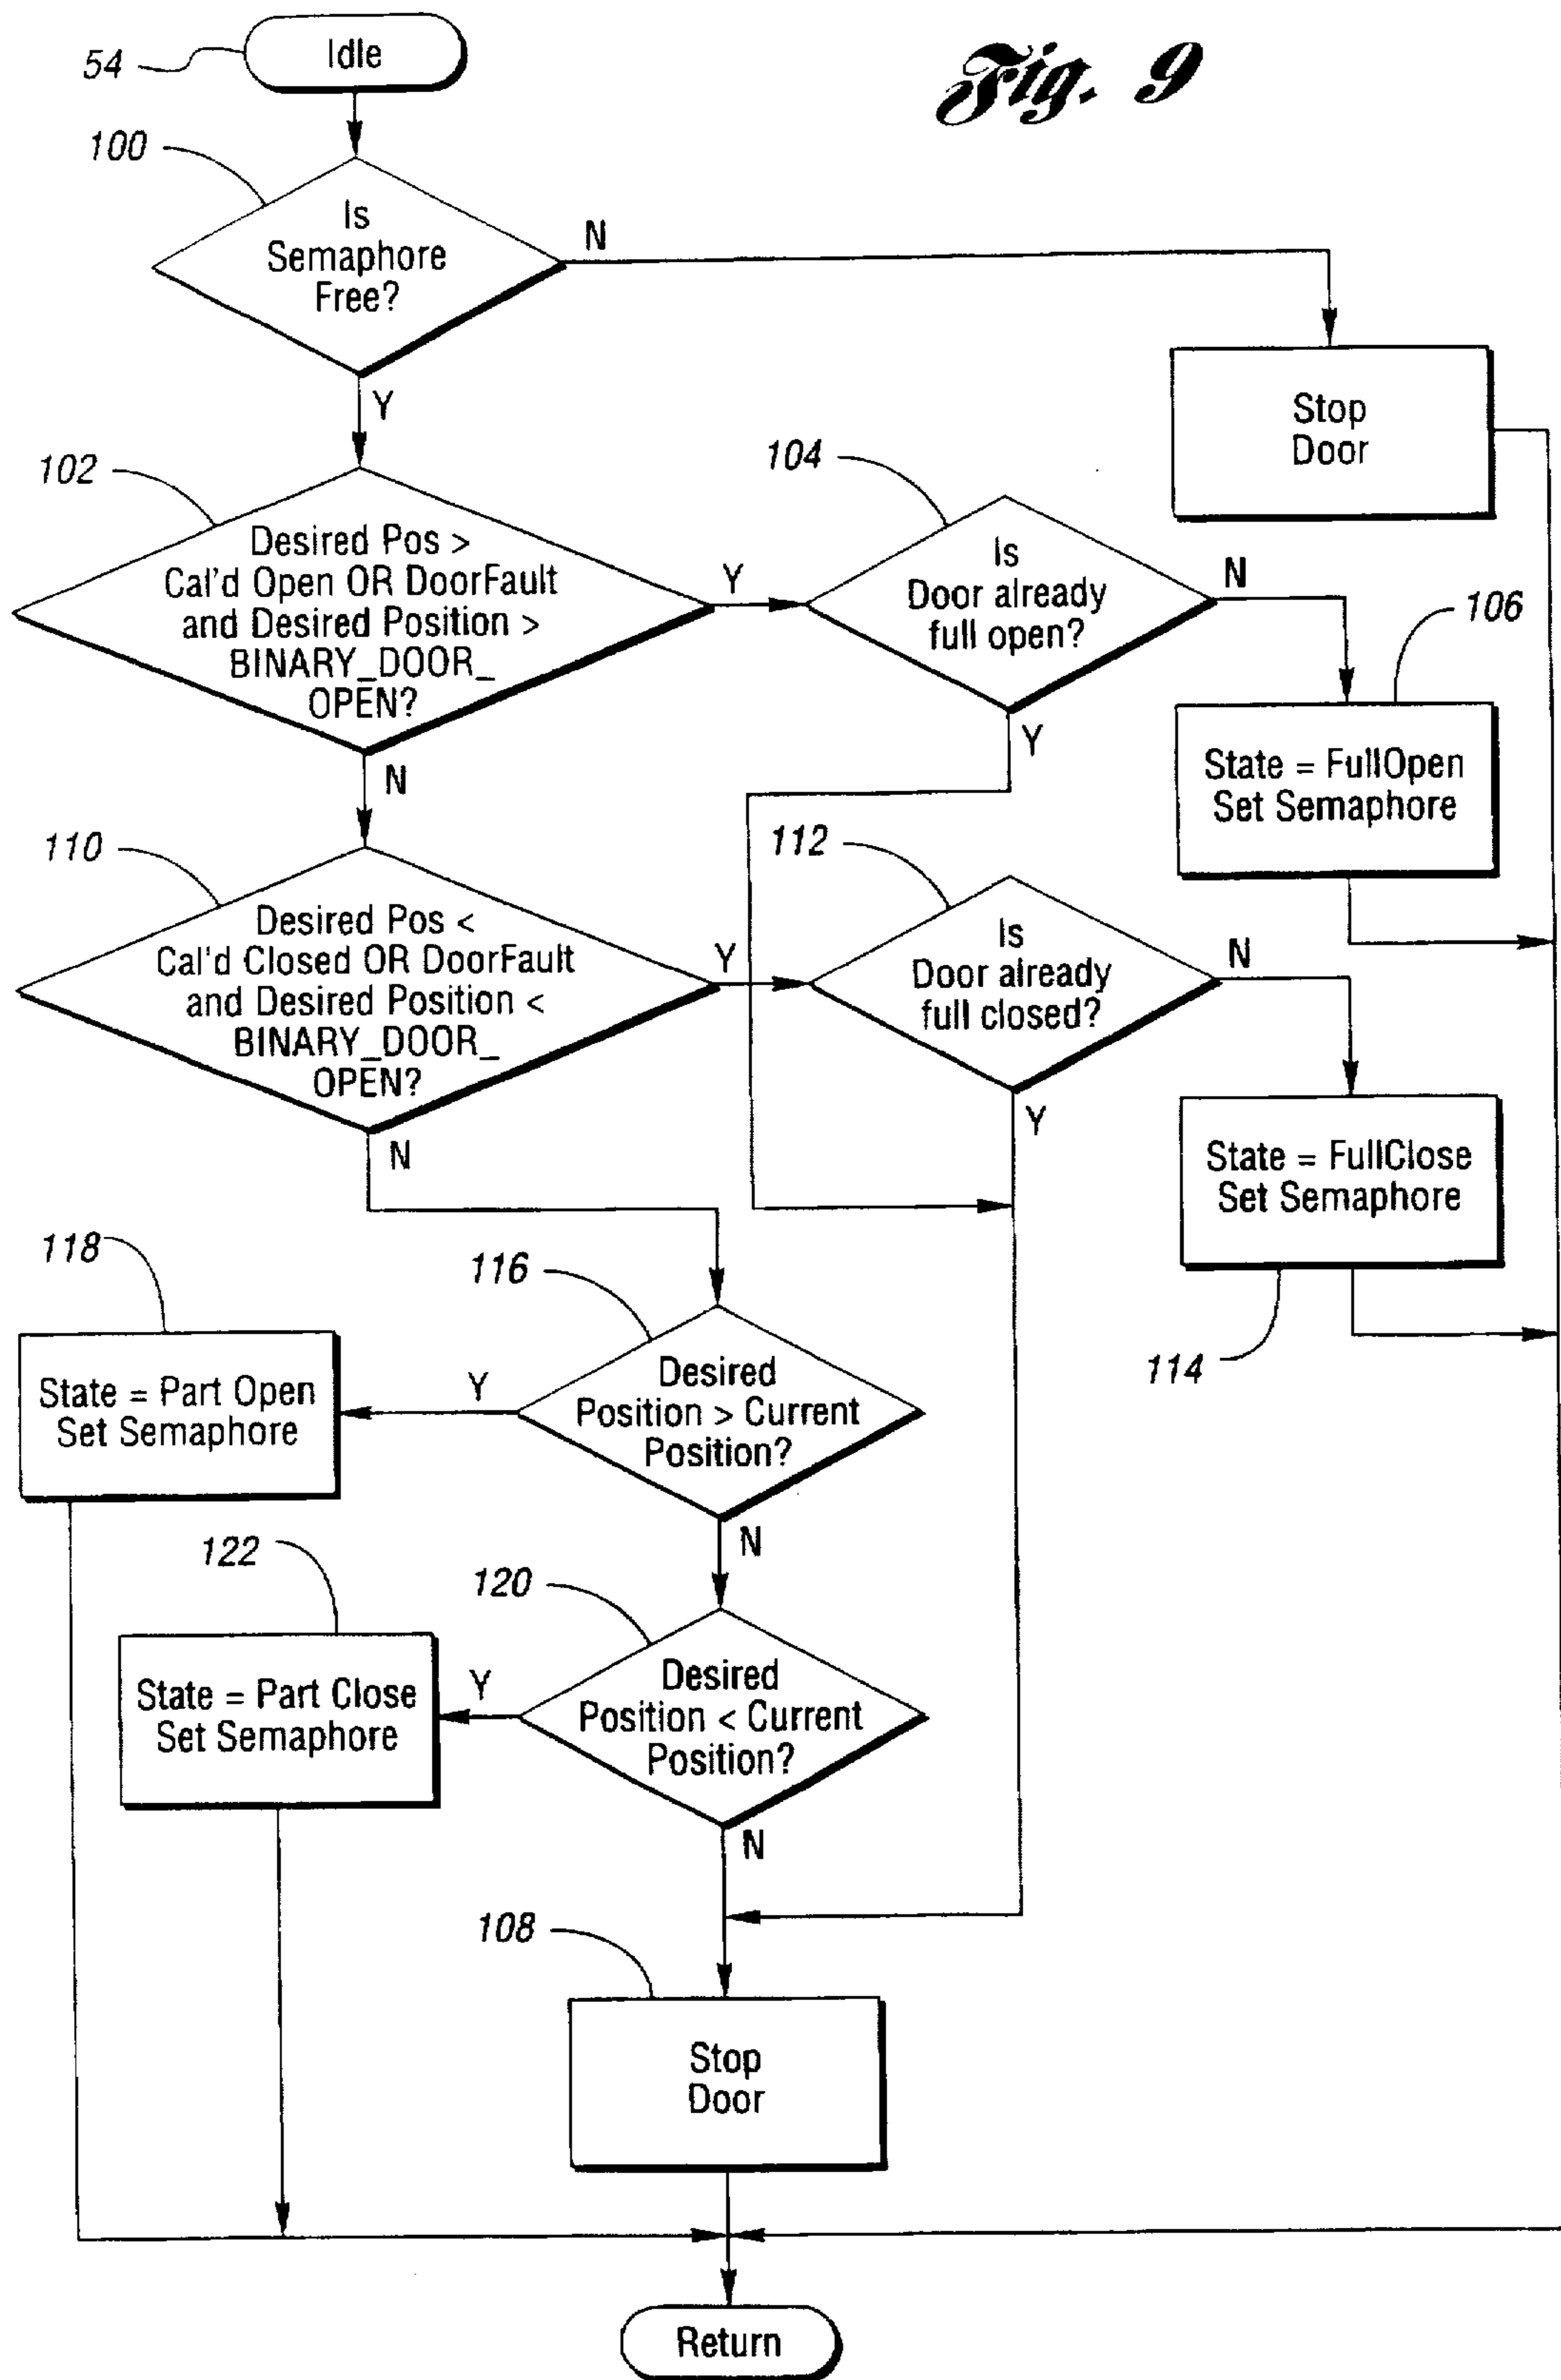 Fig. 9
54
Idle
100
Is
Semaphore
Free?
N
Y
Stop
Door
102
Desired Pos >
Cal'd Open OR DoorFault
and Desired Position >
BINARY_DOOR_
OPEN?
Y
N
104
Is
Door already
full open?
N
Y
106
State = FullOpen
Set Semaphore
110
Desired Pos <
Cal'd Closed OR DoorFault
and Desired Position <
BINARY_DOOR_
OPEN?
Y
N
112
Is
Door already
full closed?
N
Y
State = FullClose
Set Semaphore
114
116
Desired
Position > Current
Position?
Y
N
118
State = Part Open
Set Semaphore
120
Desired
Position < Current
Position?
Y
N
122
State = Part Close
Set Semaphore
108
Stop
Door
Return